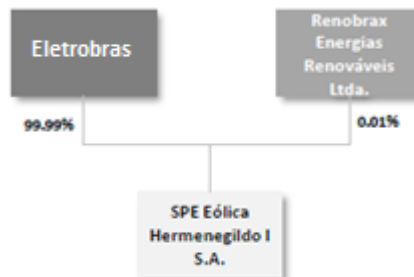 Eletrobras
Renobrax
Energias
Renováveis
Ltda.
99.99%
0.01%
SPE Eólica
Hermenegildo I
S.A.